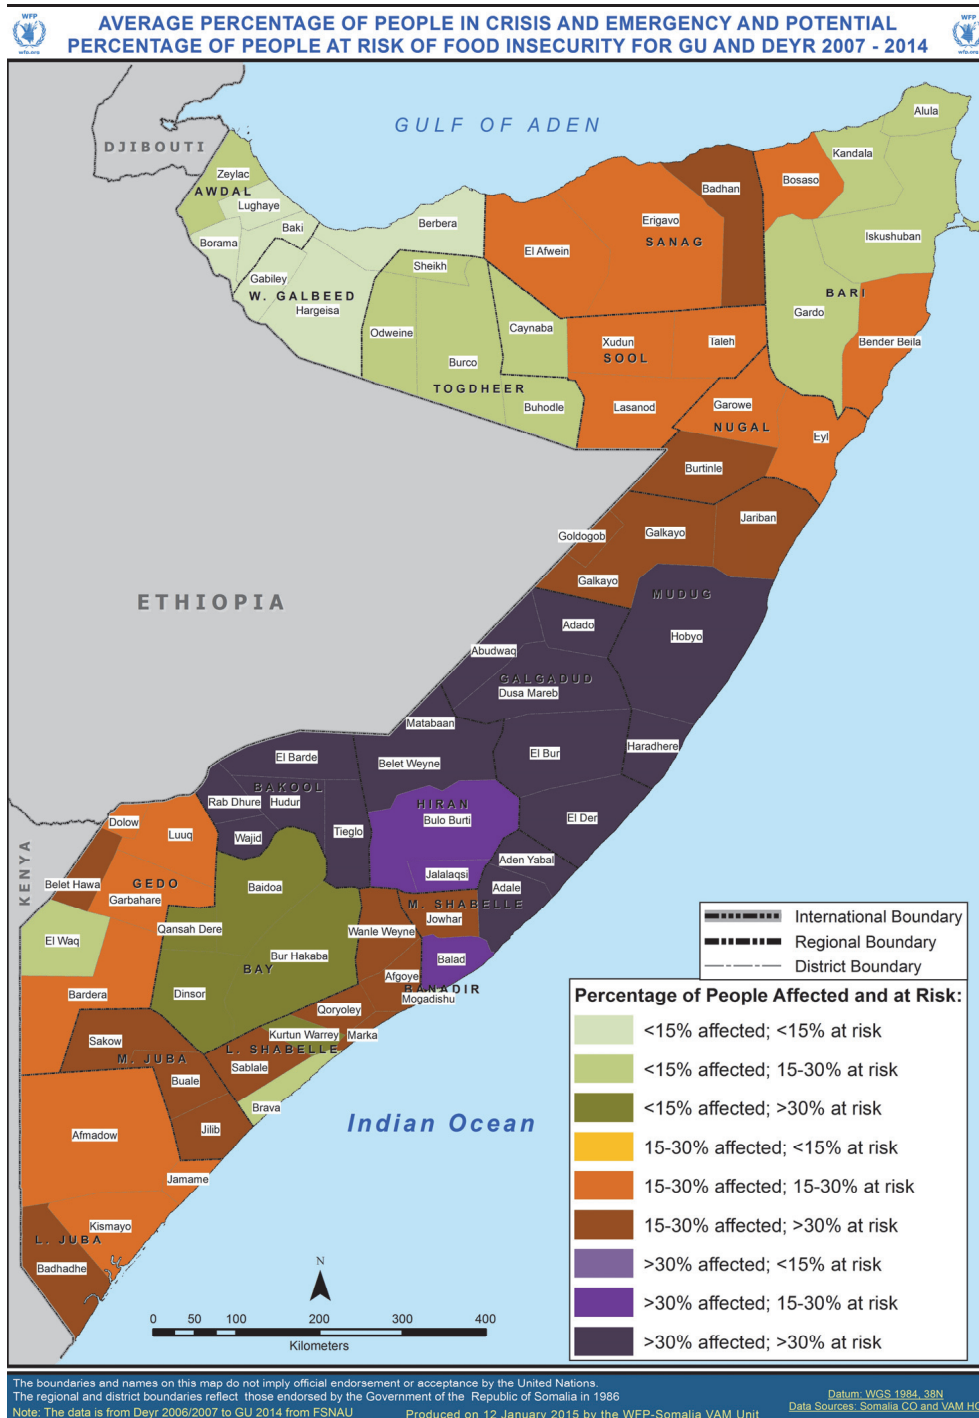 WFP
wfp.org
AVERAGE PERCENTAGE OF PEOPLE IN CRISIS AND EMERGENCY AND POTENTIAL
PERCENTAGE OF PEOPLE AT RISK OF FOOD INSECURITY FOR GU AND DEYR 2007 - 2014
WFP
wfp.org
GULF OF ADEN
Alula
DJIBOUTI
Kandala
Zeylac
Bosaso
Badhan
AWDAL
Lughaye
Berbera
Erigavo
Baki
Borama
El Afwein
SANAG
Iskushuban
Sheikh
Gabiley
W. GALBEED
BARI
Hargeisa
Gardo
Odweine
Caynaba
Xudun
Taleh
Bender Beila
SOOL
Burco
TOGDHEER
Buhodle
Lasanod
Garowe
NUGAL
Eyl
Burtinle
Jariban
Goldogob
Galkayo
Galkayo
ETHIOPIA
MUDUG
Adado
Hobyo
Abudwaq
GALGADUD
Dusa Mareb
Matabaan
El Barde
Belet Weyne
El Bur
Haradhere
BAKOOL
Rab Dhure
Hudur
HIRAN
Bulo Burti
El Der
Dolow
Luuq
Wajid
Tieglo
KENYA
Aden Yabal
Belet Hawa
GEDO
Baidoa
Jalalaqsi
Adale
Garbahare
M. SHABELLE
Jowhar
Qansah Dere
Wanle Weyne
El Waq
Bur Hakaba
Balad
BAY
Afgoye
Bardera
Dinsor
BANADIR
Mogadishu
Qoryoley
Sakow
Kurtun Warrey
Marka
M. JUBA
L. SHABELLE
Sablale
Buale
Brava
Jilib
Afmadow
Indian Ocean
Jamame
Kismayo
L. JUBA
Badhadhe
International Boundary
Regional Boundary
District Boundary
Percentage of People Affected and at Risk:
<15% affected; <15% at risk
<15% affected; 15-30% at risk
<15% affected; >30% at risk
15-30% affected; <15% at risk
15-30% affected; 15-30% at risk
15-30% affected; >30% at risk
>30% affected; <15% at risk
>30% affected; 15-30% at risk
>30% affected; >30% at risk
N
0 50 100 200 300 400
Kilometers
The boundaries and names on this map do not imply official endorsement or acceptance by the United Nations.
The regional and district boundaries reflect those endorsed by the Government of the Republic of Somalia in 1986
Note: The data is from Deyr 2006/2007 to GU 2014 from FSNAU
Produced on 12 January 2015 by the WFP-Somalia VAM Unit
Datum: WGS 1984, 38N
Data Sources: Somalia CO and VAM